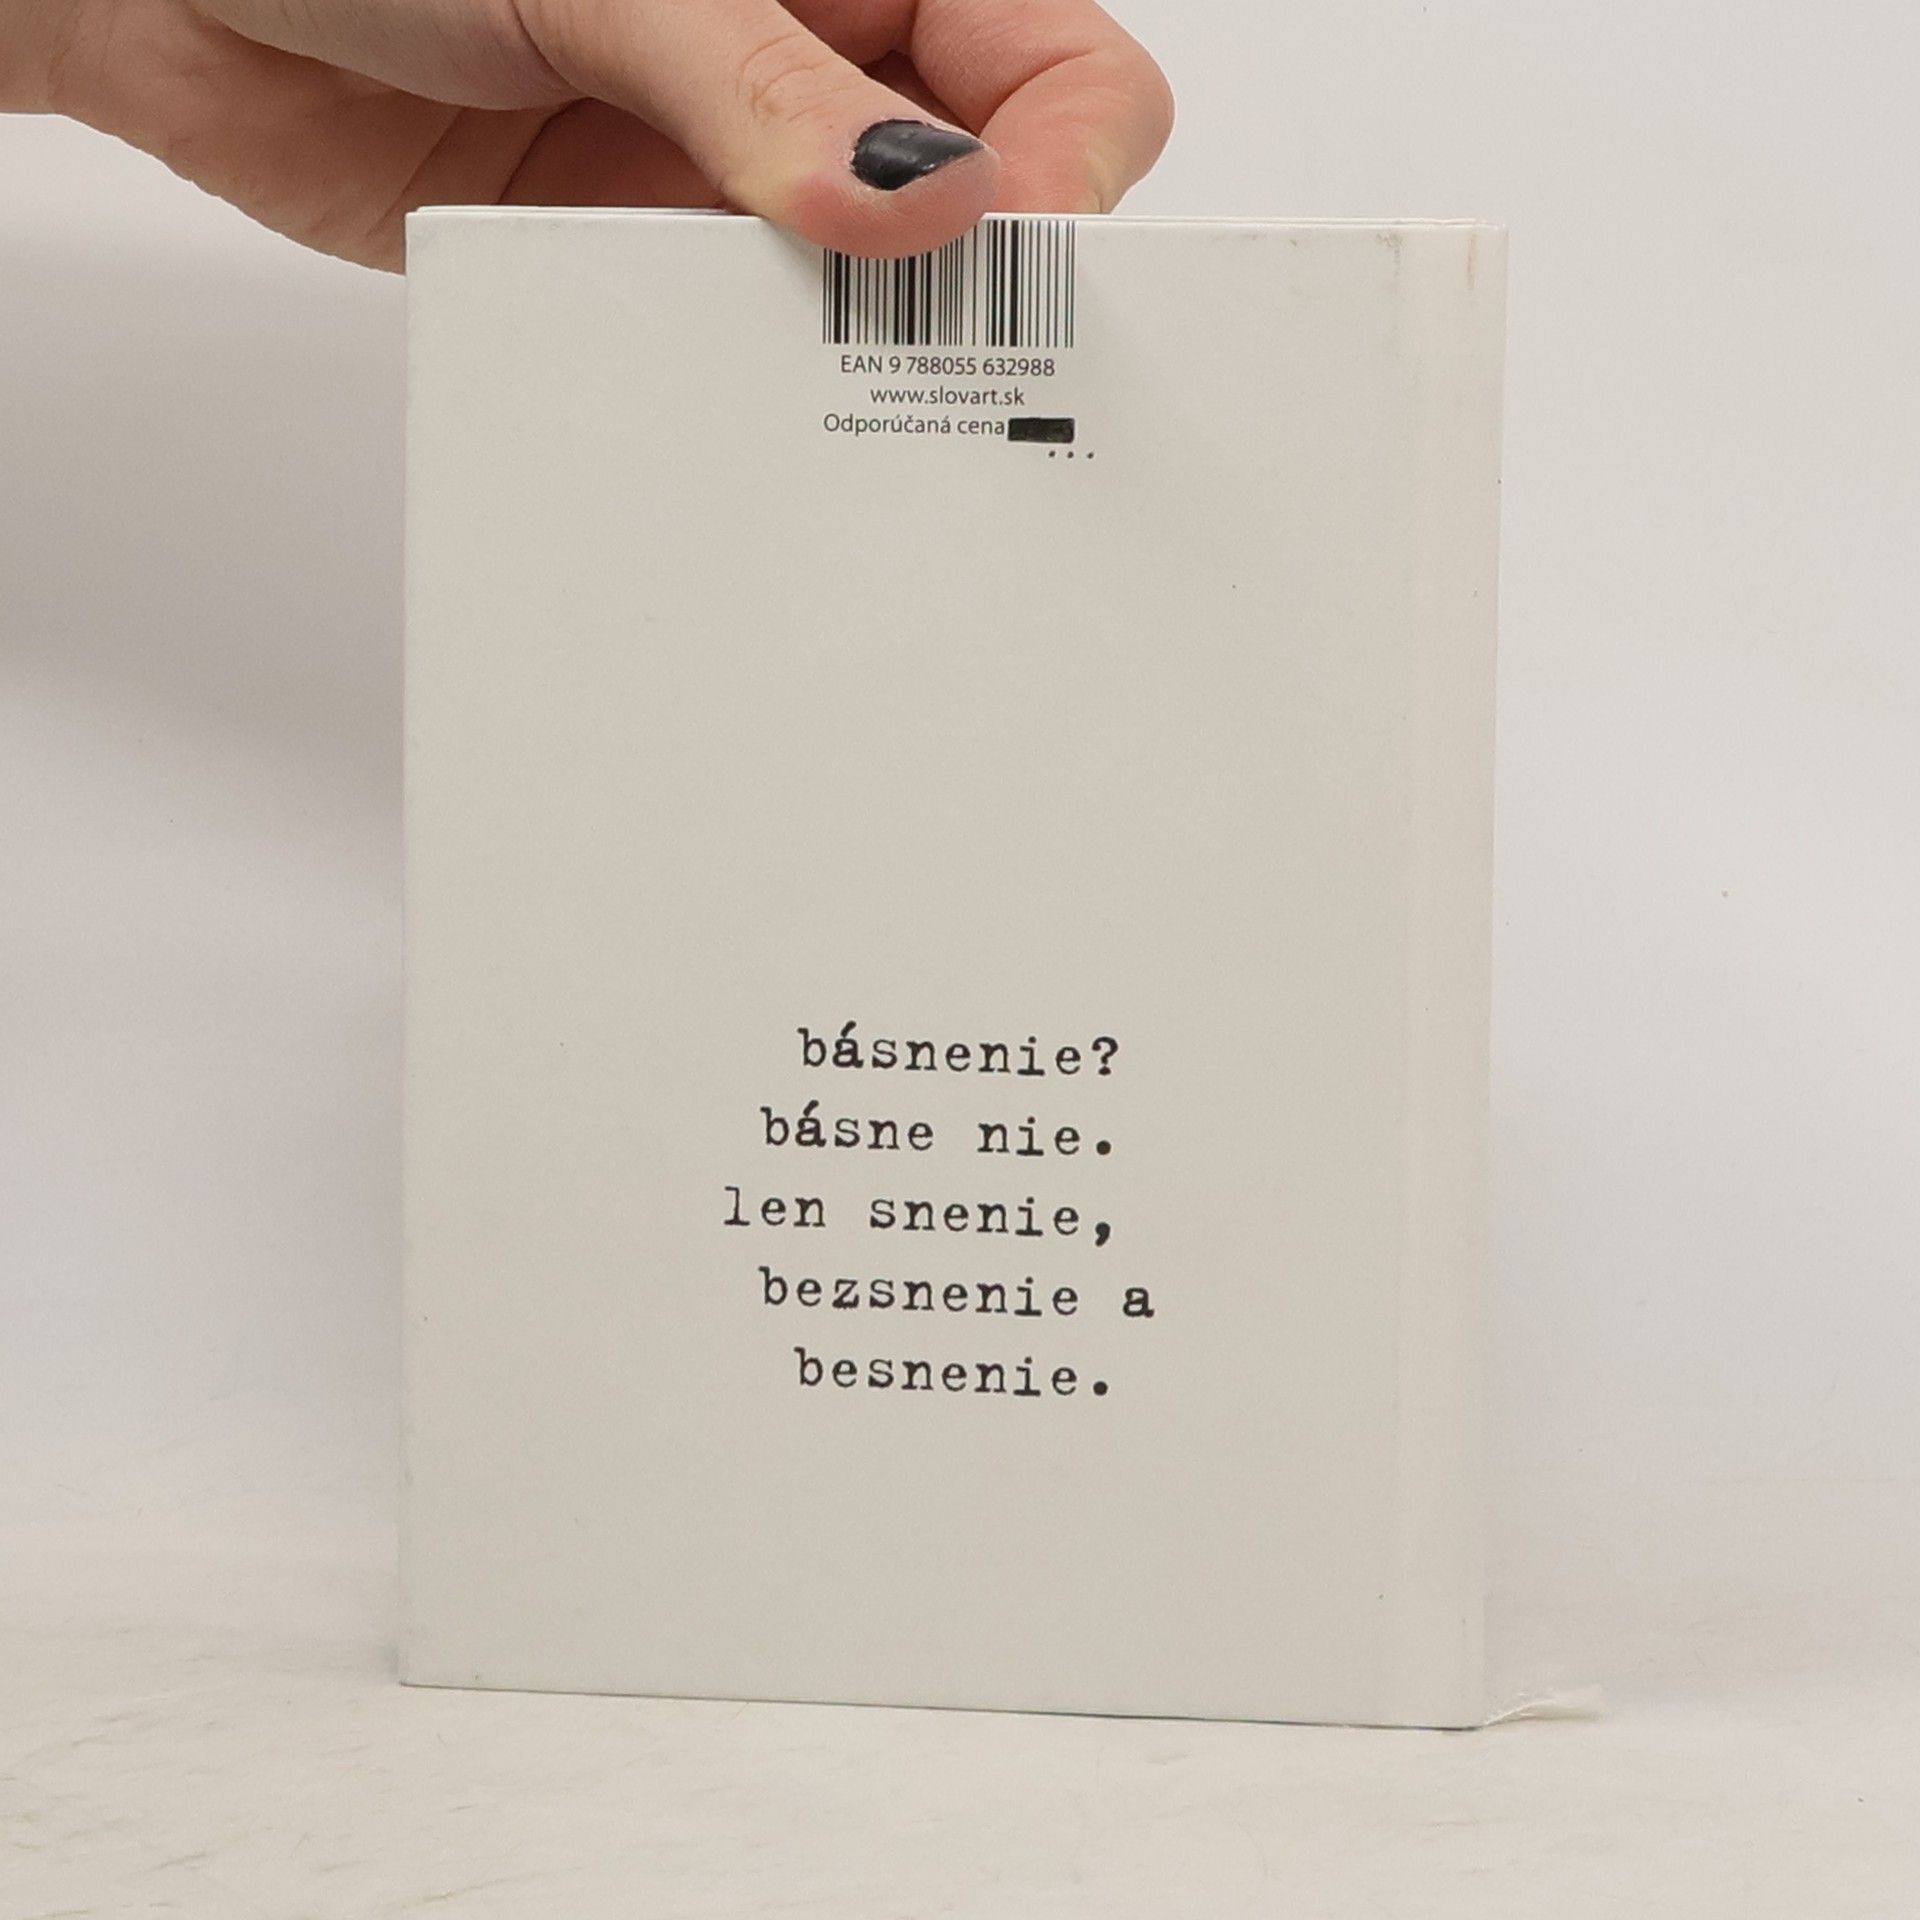 EAN 9 788055 632988
www.slovart.sk
Odporúčaná cena
...
básnenie?
básne nie.
len snenie,
bezsnenie a
besnenie.